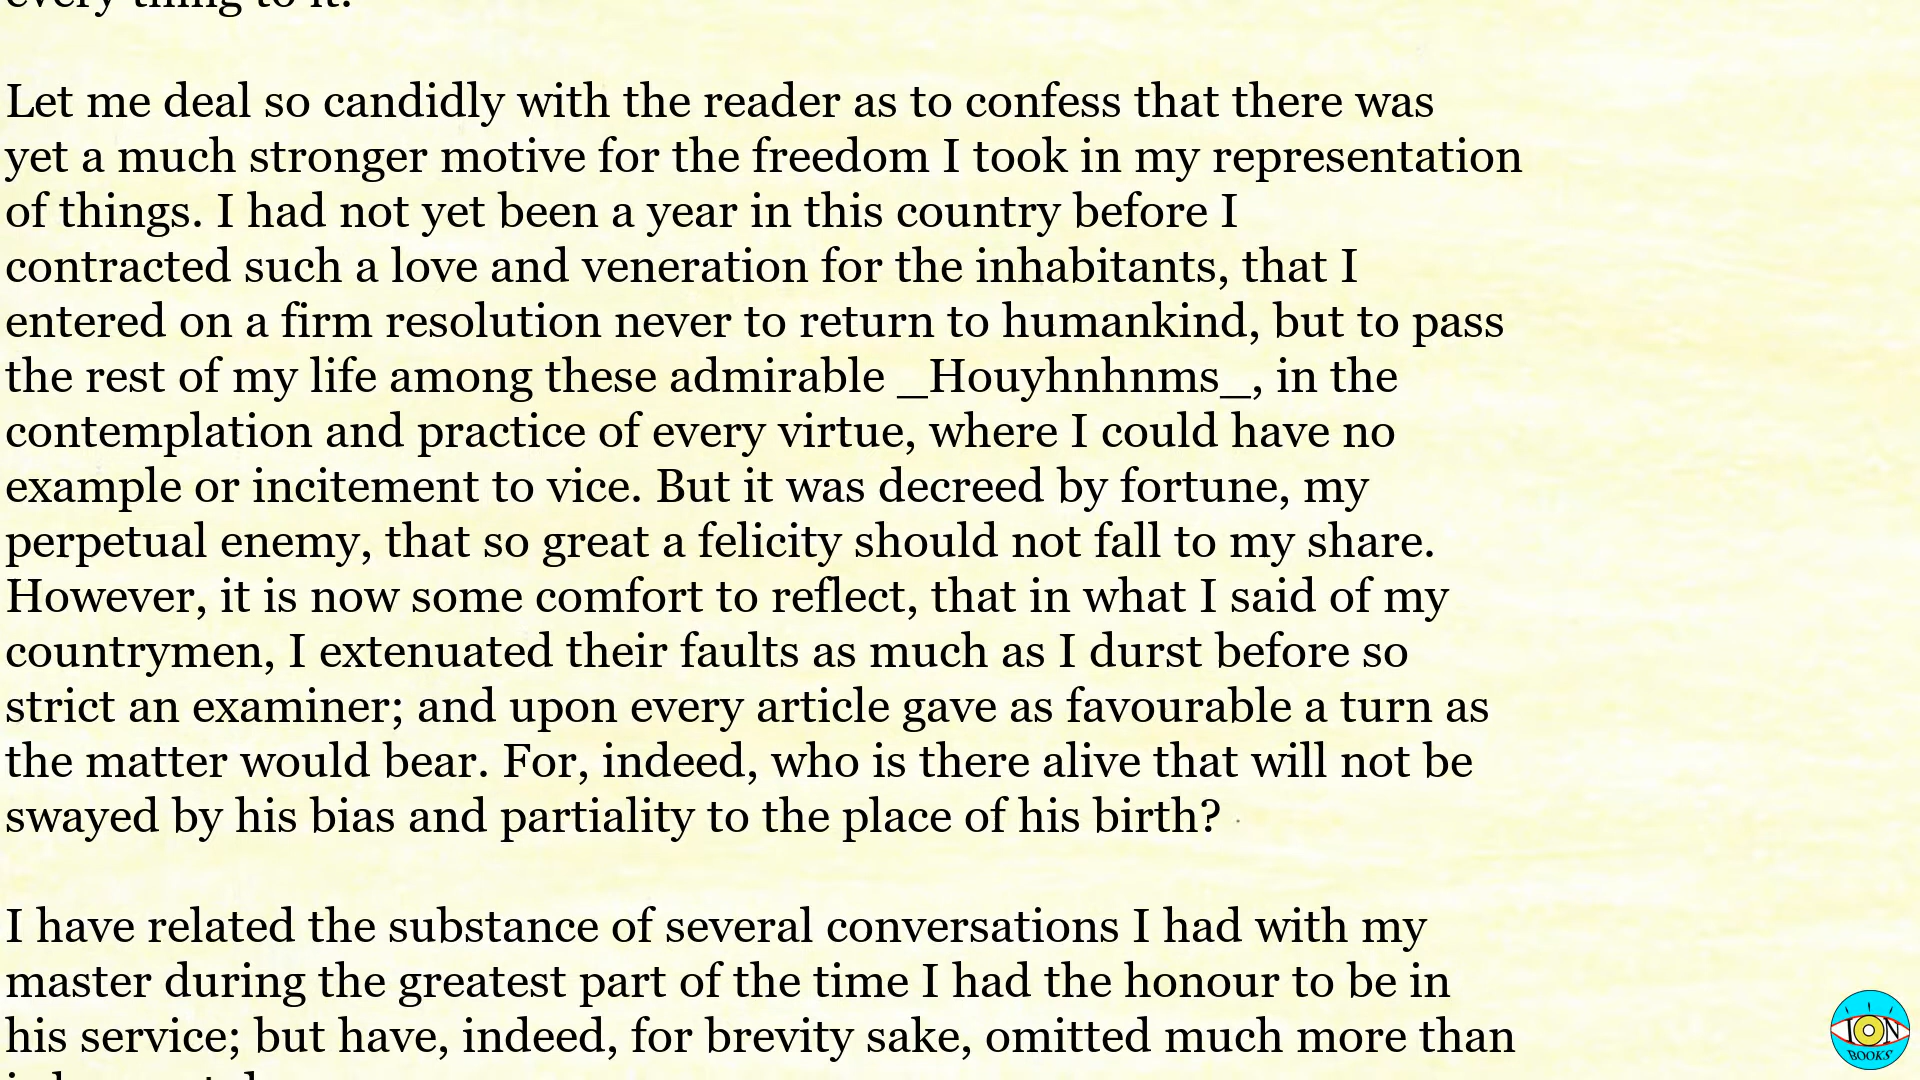 every thing to it.
Let me deal so candidly with the reader as to confess that there was
yet a much stronger motive for the freedom I took in my representation
of things. I had not yet been a year in this country before I
contracted such a love and veneration for the inhabitants, that I
entered on a firm resolution never to return to humankind, but to pass
the rest of my life among these admirable _Houyhnhnms_, in the
contemplation and practice of every virtue, where I could have no
example or incitement to vice. But it was decreed by fortune, my
perpetual enemy, that so great a felicity should not fall to my share.
However, it is now some comfort to reflect, that in what I said of my
countrymen, I extenuated their faults as much as I durst before so
strict an examiner; and upon every article gave as favourable a turn as
the matter would bear. For, indeed, who is there alive that will not be
swayed by his bias and partiality to the place of his birth?
I have related the substance of several conversations I had with my
master during the greatest part of the time I had the honour to be in
his service; but have, indeed, for brevity sake, omitted much more than
ION
BOOKS